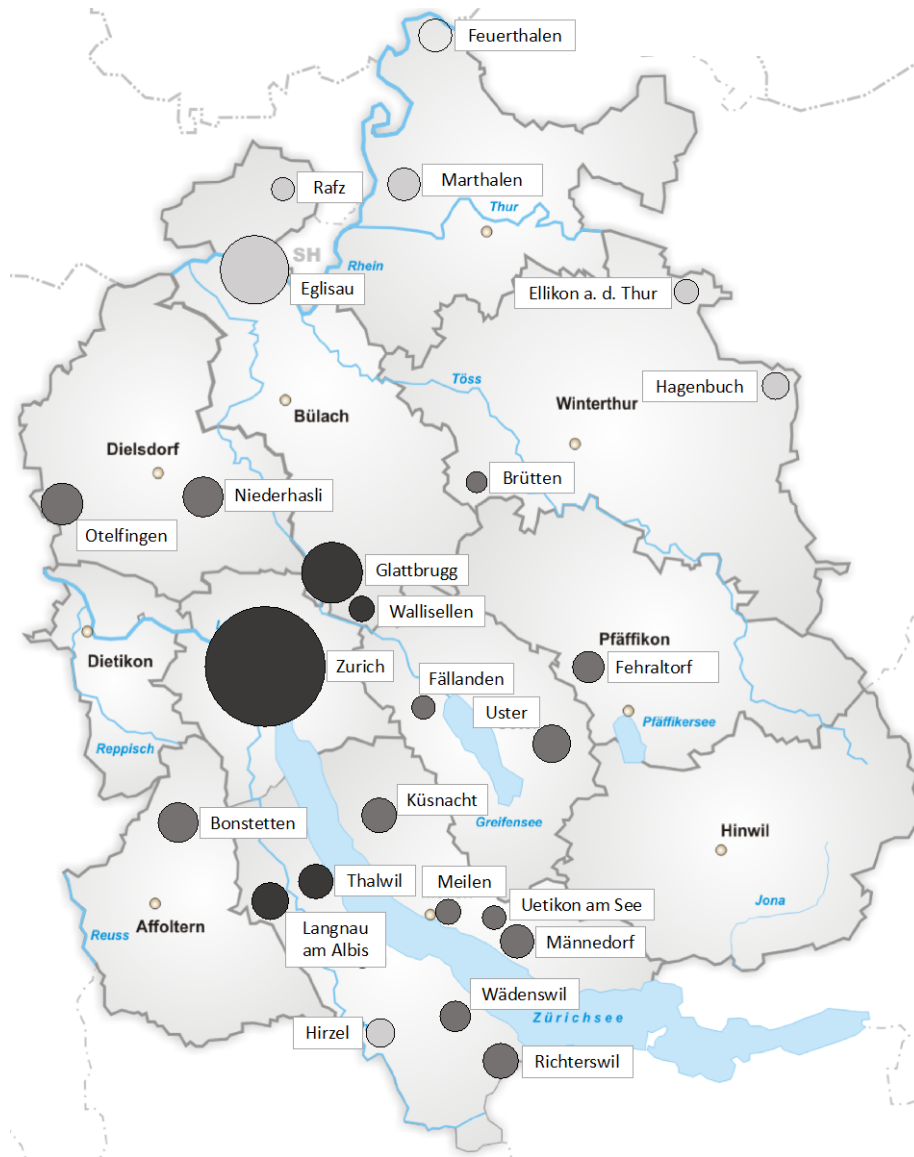 Feuerthalen
Rafz
Marthalen
Thur
SH
Rhein
Eglisau
Ellikon a. d. Thur
Töss
Hagenbuch
Winterthur
Bülach
Dielsdorf
Brütten
Niederhasli
Otelfingen
Glattbrugg
Wallisellen
Pfäffikon
Dietikon
Zurich
Fehraltorf
Fällanden
Uster
Pfäffikersee
Reppisch
Küsnacht
Bonstetten
Greifensee
Hinwil
Thalwil
Meilen
Uetikon am See
Jona
Affoltern
Reuss
Langnau
am Albis
Männedorf
Wädenswil
Zürichsee
Hirzel
Richterswil